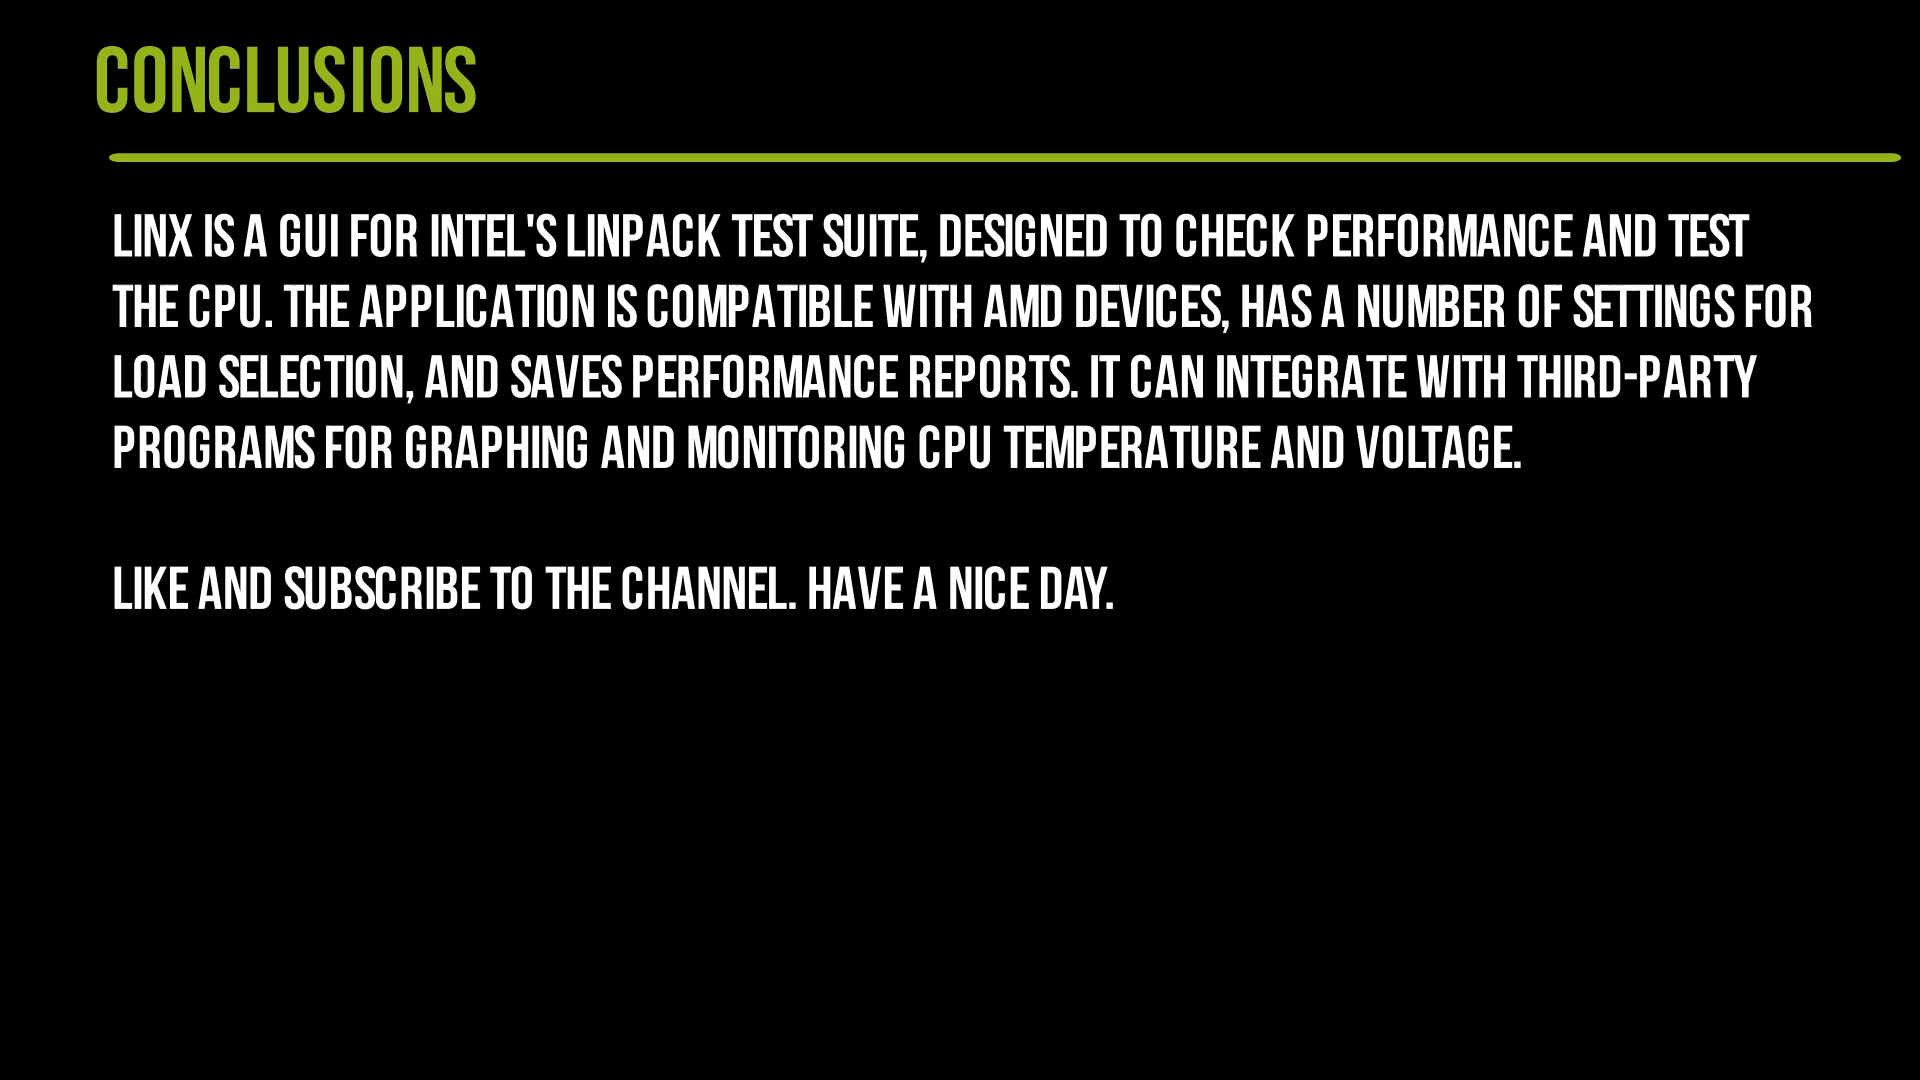 CONCLUSIONS
LINX IS A GUI FOR INTEL'S LINPACK TEST SUITE, DESIGNED TO CHECK PERFORMANCE AND TEST
THE CPU. THE APPLICATION IS COMPATIBLE WITH AMD DEVICES, HAS A NUMBER OF SETTINGS FOR
LOAD SELECTION, AND SAVES PERFORMANCE REPORTS. IT CAN INTEGRATE WITH THIRD-PARTY
PROGRAMS FOR GRAPHING AND MONITORING CPU TEMPERATURE AND VOLTAGE.
LIKE AND SUBSCRIBE TO THE CHANNEL. HAVE A NICE DAY.